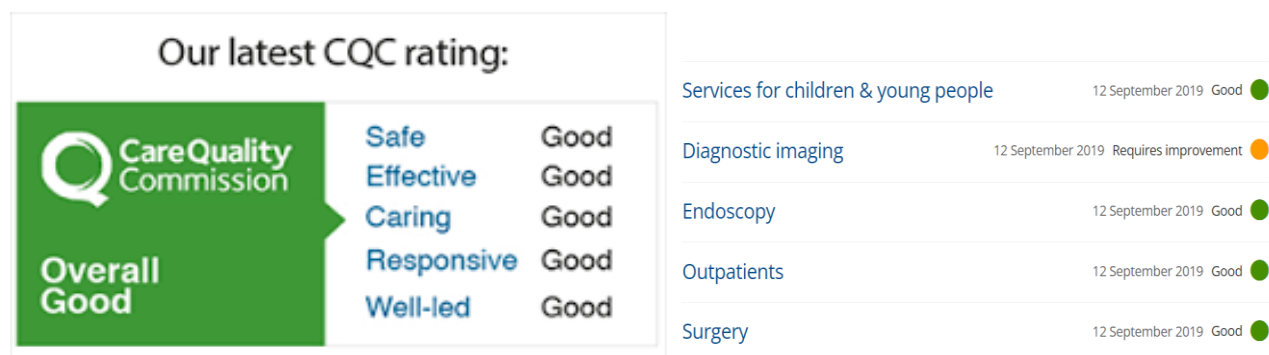 Our latest CQC rating:
CareQuality
Commission
Overall
Good
Safe Good
Effective Good
Caring Good
Responsive Good
Well-led Good
Services for children & young people 12 September 2019 Good
Diagnostic imaging 12 September 2019 Requires improvement
Endoscopy 12 September 2019 Good
Outpatients 12 September 2019 Good
Surgery 12 September 2019 Good